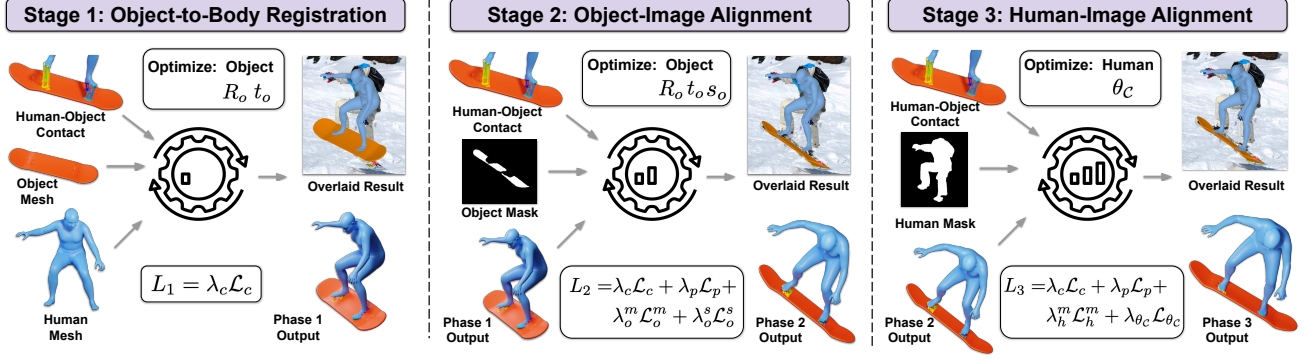 Stage 1: Object-to-Body Registration
Optimize: Object
R_o t_o
Human-Object
Contact
Object
Mesh
Human
Mesh
Overlaid Result
L_1 = λ_c ℒ_c
Phase 1
Output
Stage 2: Object-Image Alignment
Optimize: Object
R_o t_o s_o
Human-Object
Contact
Object Mask
Overlaid Result
Phase 1
Output
L_2 = λ_c ℒ_c + λ_p ℒ_p +
λ_o^m ℒ_o^m + λ_o^s ℒ_o^s
Phase 2
Output
Stage 3: Human-Image Alignment
Optimize: Human
θ_𝒞
Human-Object
Contact
Human Mask
Overlaid Result
Phase 2
Output
L_3 = λ_c ℒ_c + λ_p ℒ_p +
λ_h^m ℒ_h^m + λ_{θ_𝒞} ℒ_{θ_𝒞}
Phase 3
Output